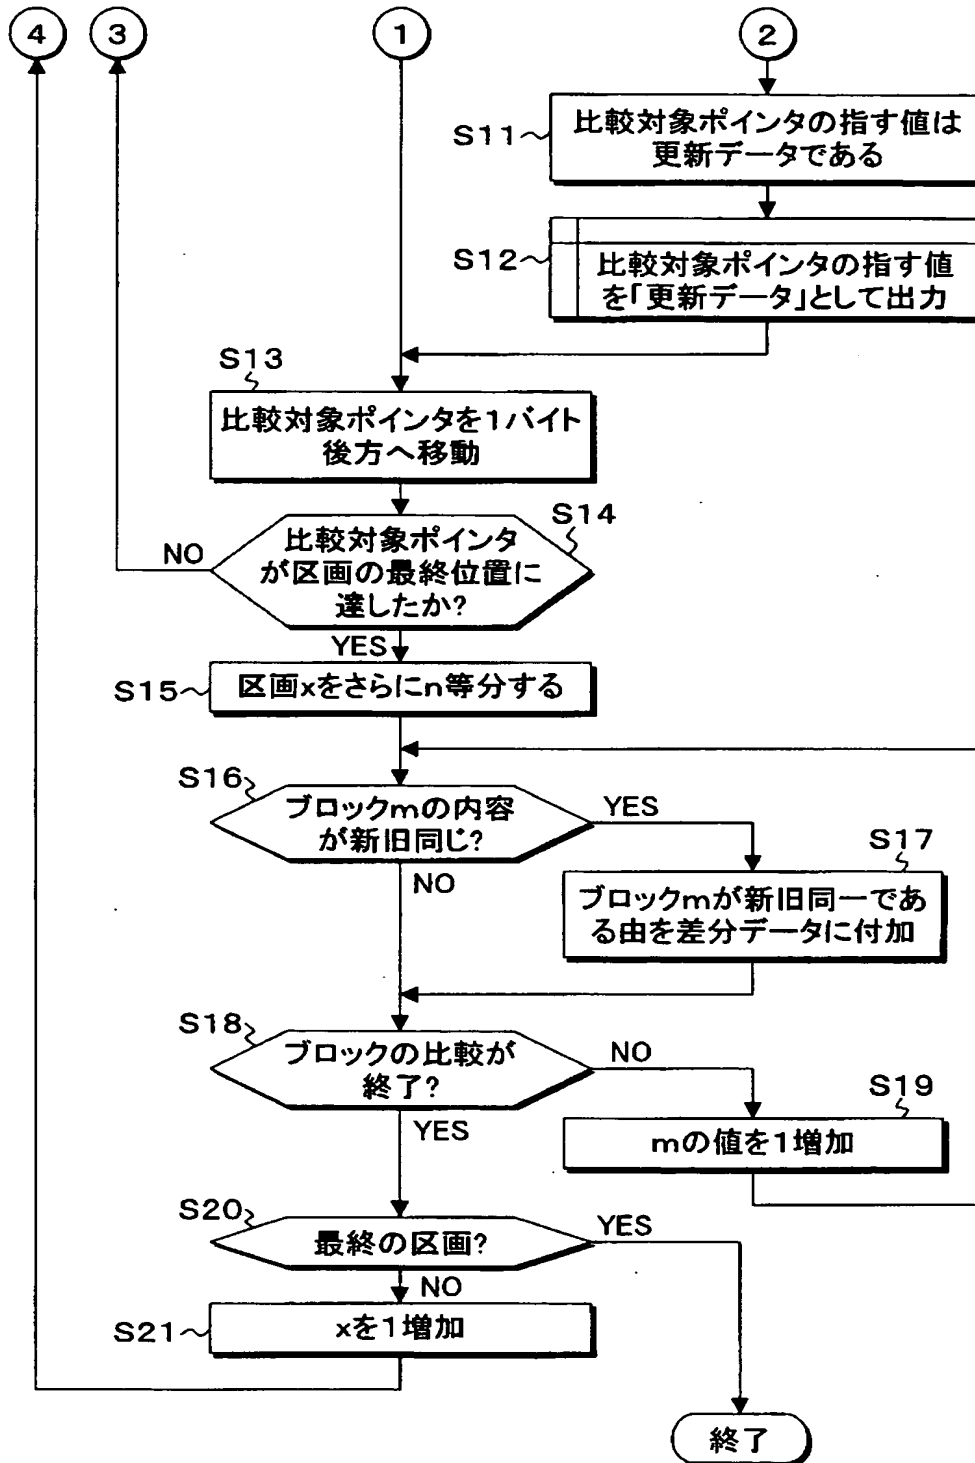 4
3
1
2
S11
比較対象ポインタの指す値は
更新データである
S12
比較対象ポインタの指す値
を「更新データ」として出力
S13
比較対象ポインタを1バイト
後方へ移動
S14
比較対象ポインタ
が区画の最終位置に
達したか?
NO
YES
S15
区画xをさらにn等分する
S16
ブロックmの内容
が新旧同じ?
YES
NO
S17
ブロックmが新旧同一であ
る由を差分データに付加
S18
ブロックの比較が
終了?
NO
YES
S19
mの値を1増加
S20
最終の区画?
YES
NO
S21
xを1増加
終了